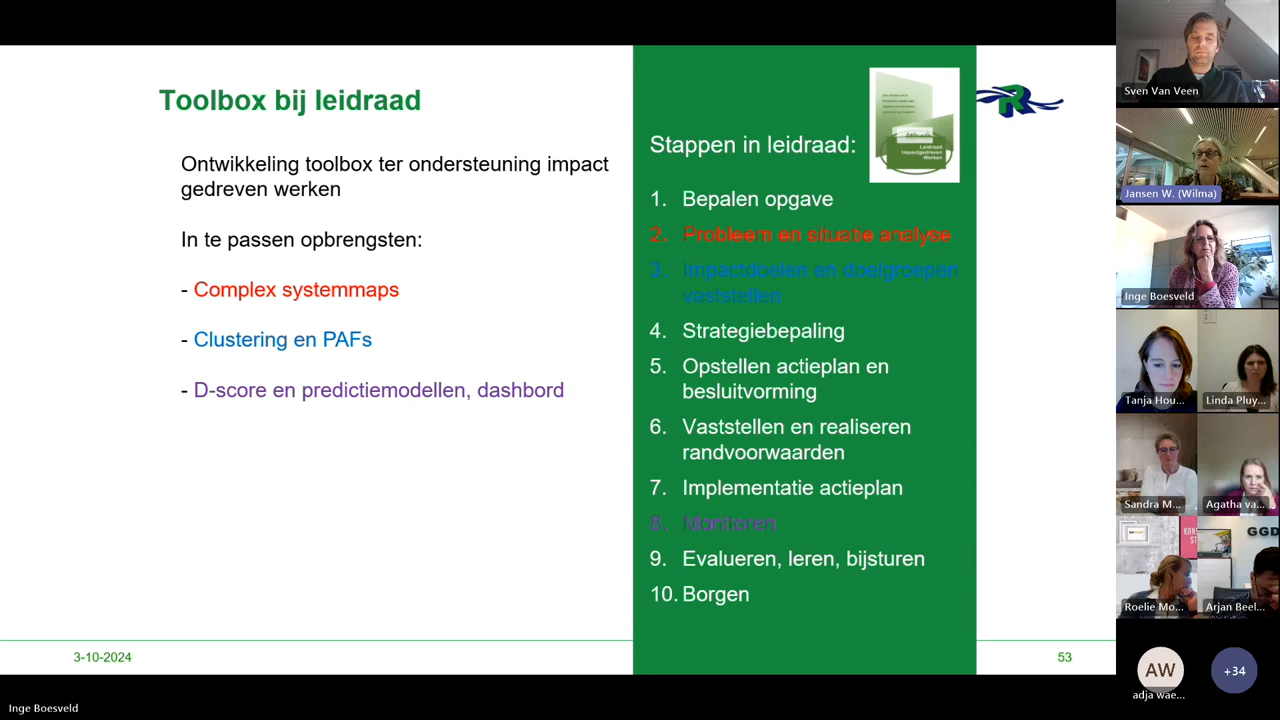 Toolbox bij leidraad
Ontwikkeling toolbox ter ondersteuning impact
gedreven werken
In te passen opbrengsten:
- Complex systemmaps
- Clustering en PAFs
- D-score en predictiemodellen, dashbord
3-10-2024
Stappen in leidraad:
Leidraad
Impactgedreven
Werken
1. Bepalen opgave
2. Probleem en situatie analyse
3. Impactdoelen en doelgroepen
vaststellen
4. Strategiebepaling
5. Opstellen actieplan en
besluitvorming
6. Vaststellen en realiseren
randvoorwaarden
7. Implementatie actieplan
8. Monitoren
9. Evalueren, leren, bijsturen
10. Borgen
R
53
Sven Van Veen
Jansen W. (Wilma)
Inge Boesveld
Tanja Hou...
Linda Pluy...
Sandra M...
Agatha va...
GGD
Roelie Mo...
Arjan Beel...
AW
adja wae...
+34
Inge Boesveld